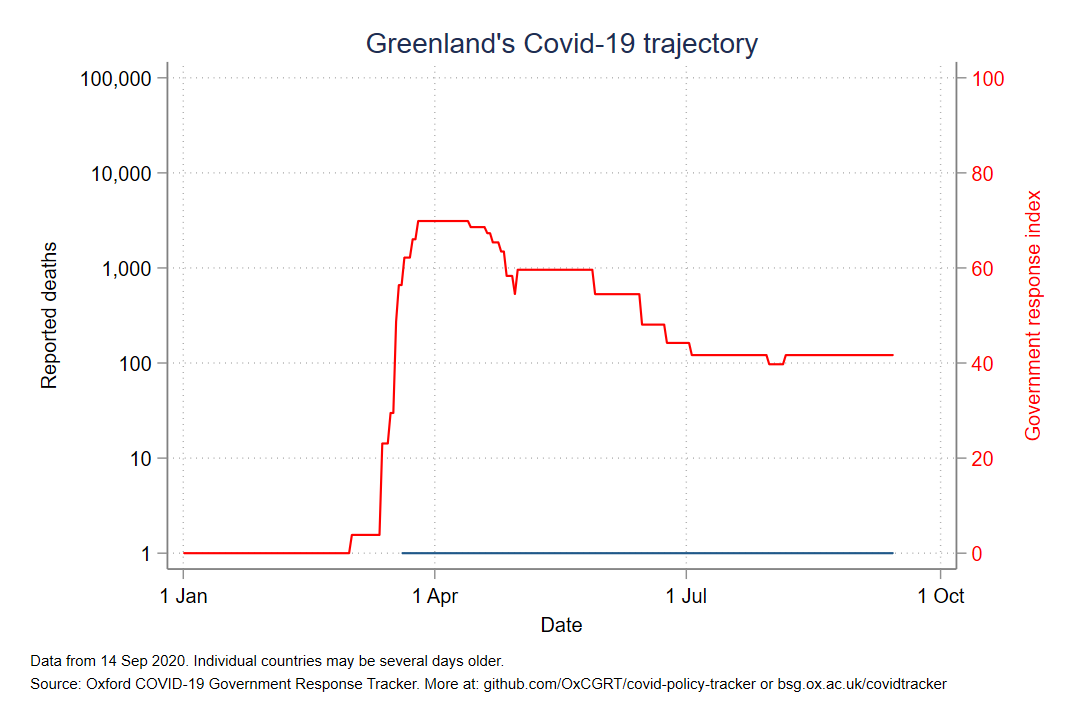 Greenland's Covid-19 trajectory
100,000
10,000
1,000
100
10
1
Reported deaths
100
80
60
40
20
0
Government response index
1 Jan
1 Apr
1 Jul
1 Oct
Date
Data from 14 Sep 2020. Individual countries may be several days older.
Source: Oxford COVID-19 Government Response Tracker. More at: github.com/OxCGRT/covid-policy-tracker or bsg.ox.ac.uk/covidtracker